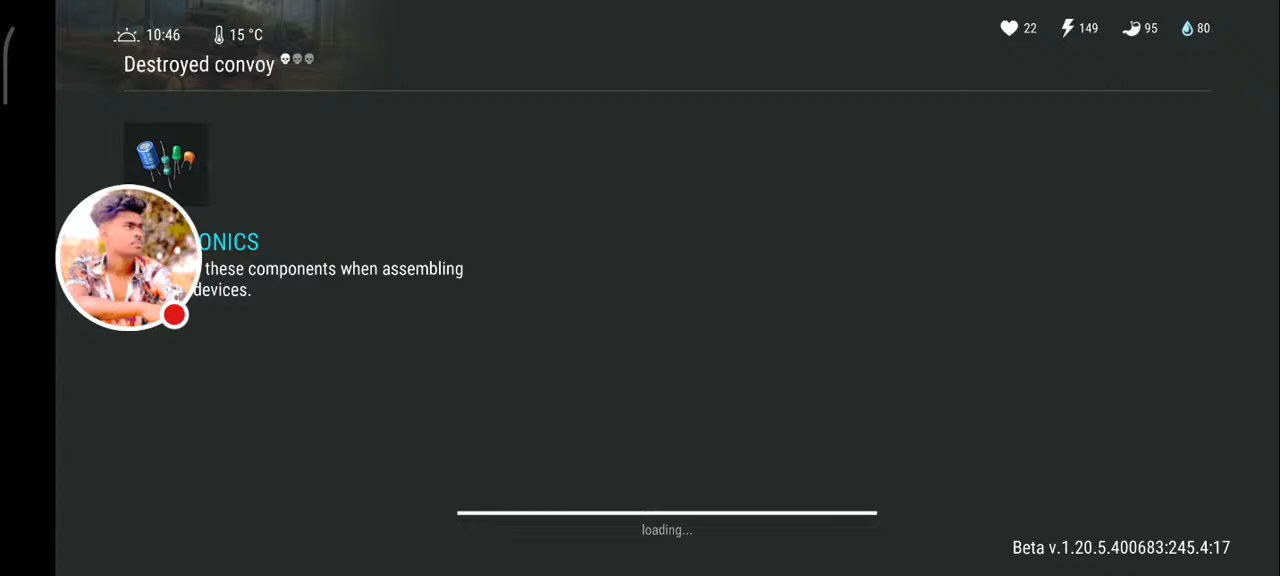 10:46 15 °C
22 149 95 80
Destroyed convoy
ONICS
these components when assembling
devices.
loading...
Beta v.1.20.5.400683:245.4:17